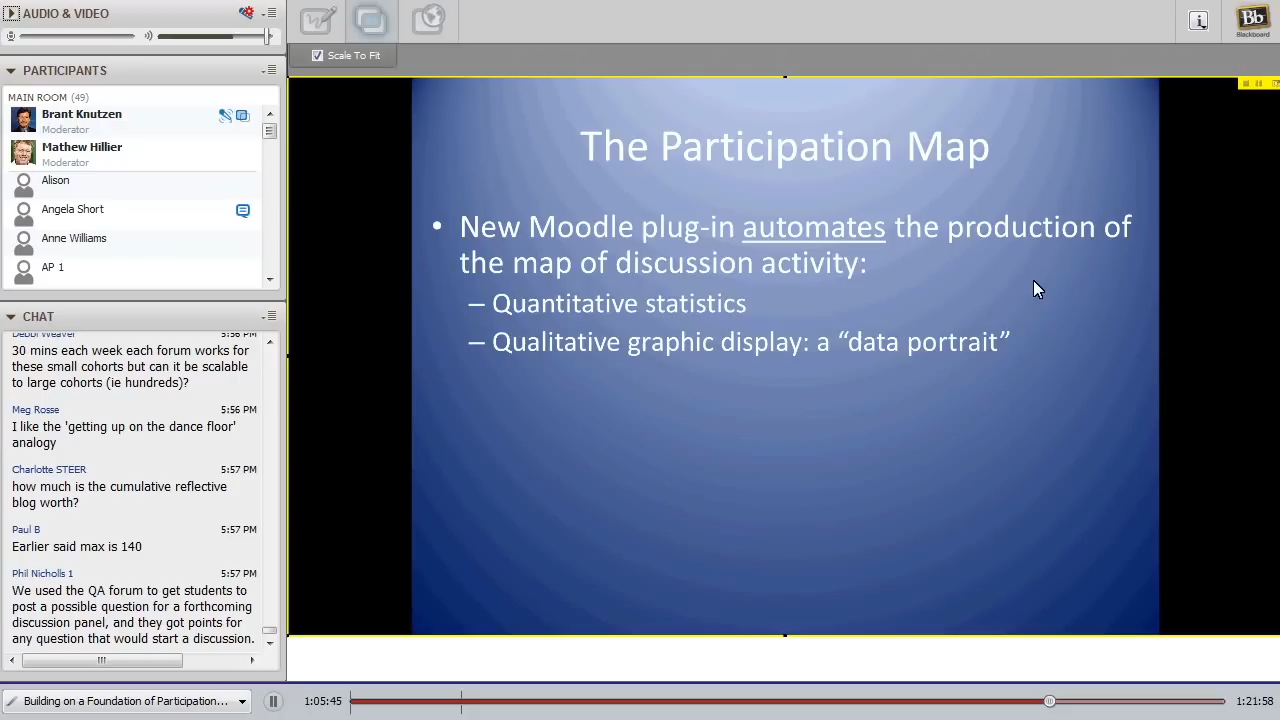 AUDIO & VIDEO
Scale To Fit
Bb
Blackboard
PARTICIPANTS
MAIN ROOM (49)
Brant Knutzen
Moderator
Mathew Hillier
Moderator
Alison
Angela Short
Anne Williams
AP 1
CHAT
Debbi Weaver 5:56 PM
30 mins each week each forum works for
these small cohorts but can it be scalable
to large cohorts (ie hundreds)?
Meg Rosse 5:56 PM
I like the 'getting up on the dance floor'
analogy
Charlotte STEER 5:57 PM
how much is the cumulative reflective
blog worth?
Paul B 5:57 PM
Earlier said max is 140
Phil Nicholls 1 5:57 PM
We used the QA forum to get students to
post a possible question for a forthcoming
discussion panel, and they got points for
any question that would start a discussion.
The Participation Map
• New Moodle plug-in automates the production of
the map of discussion activity:
– Quantitative statistics
– Qualitative graphic display: a “data portrait”
Building on a Foundation of Participation...
1:05:45
1:21:58